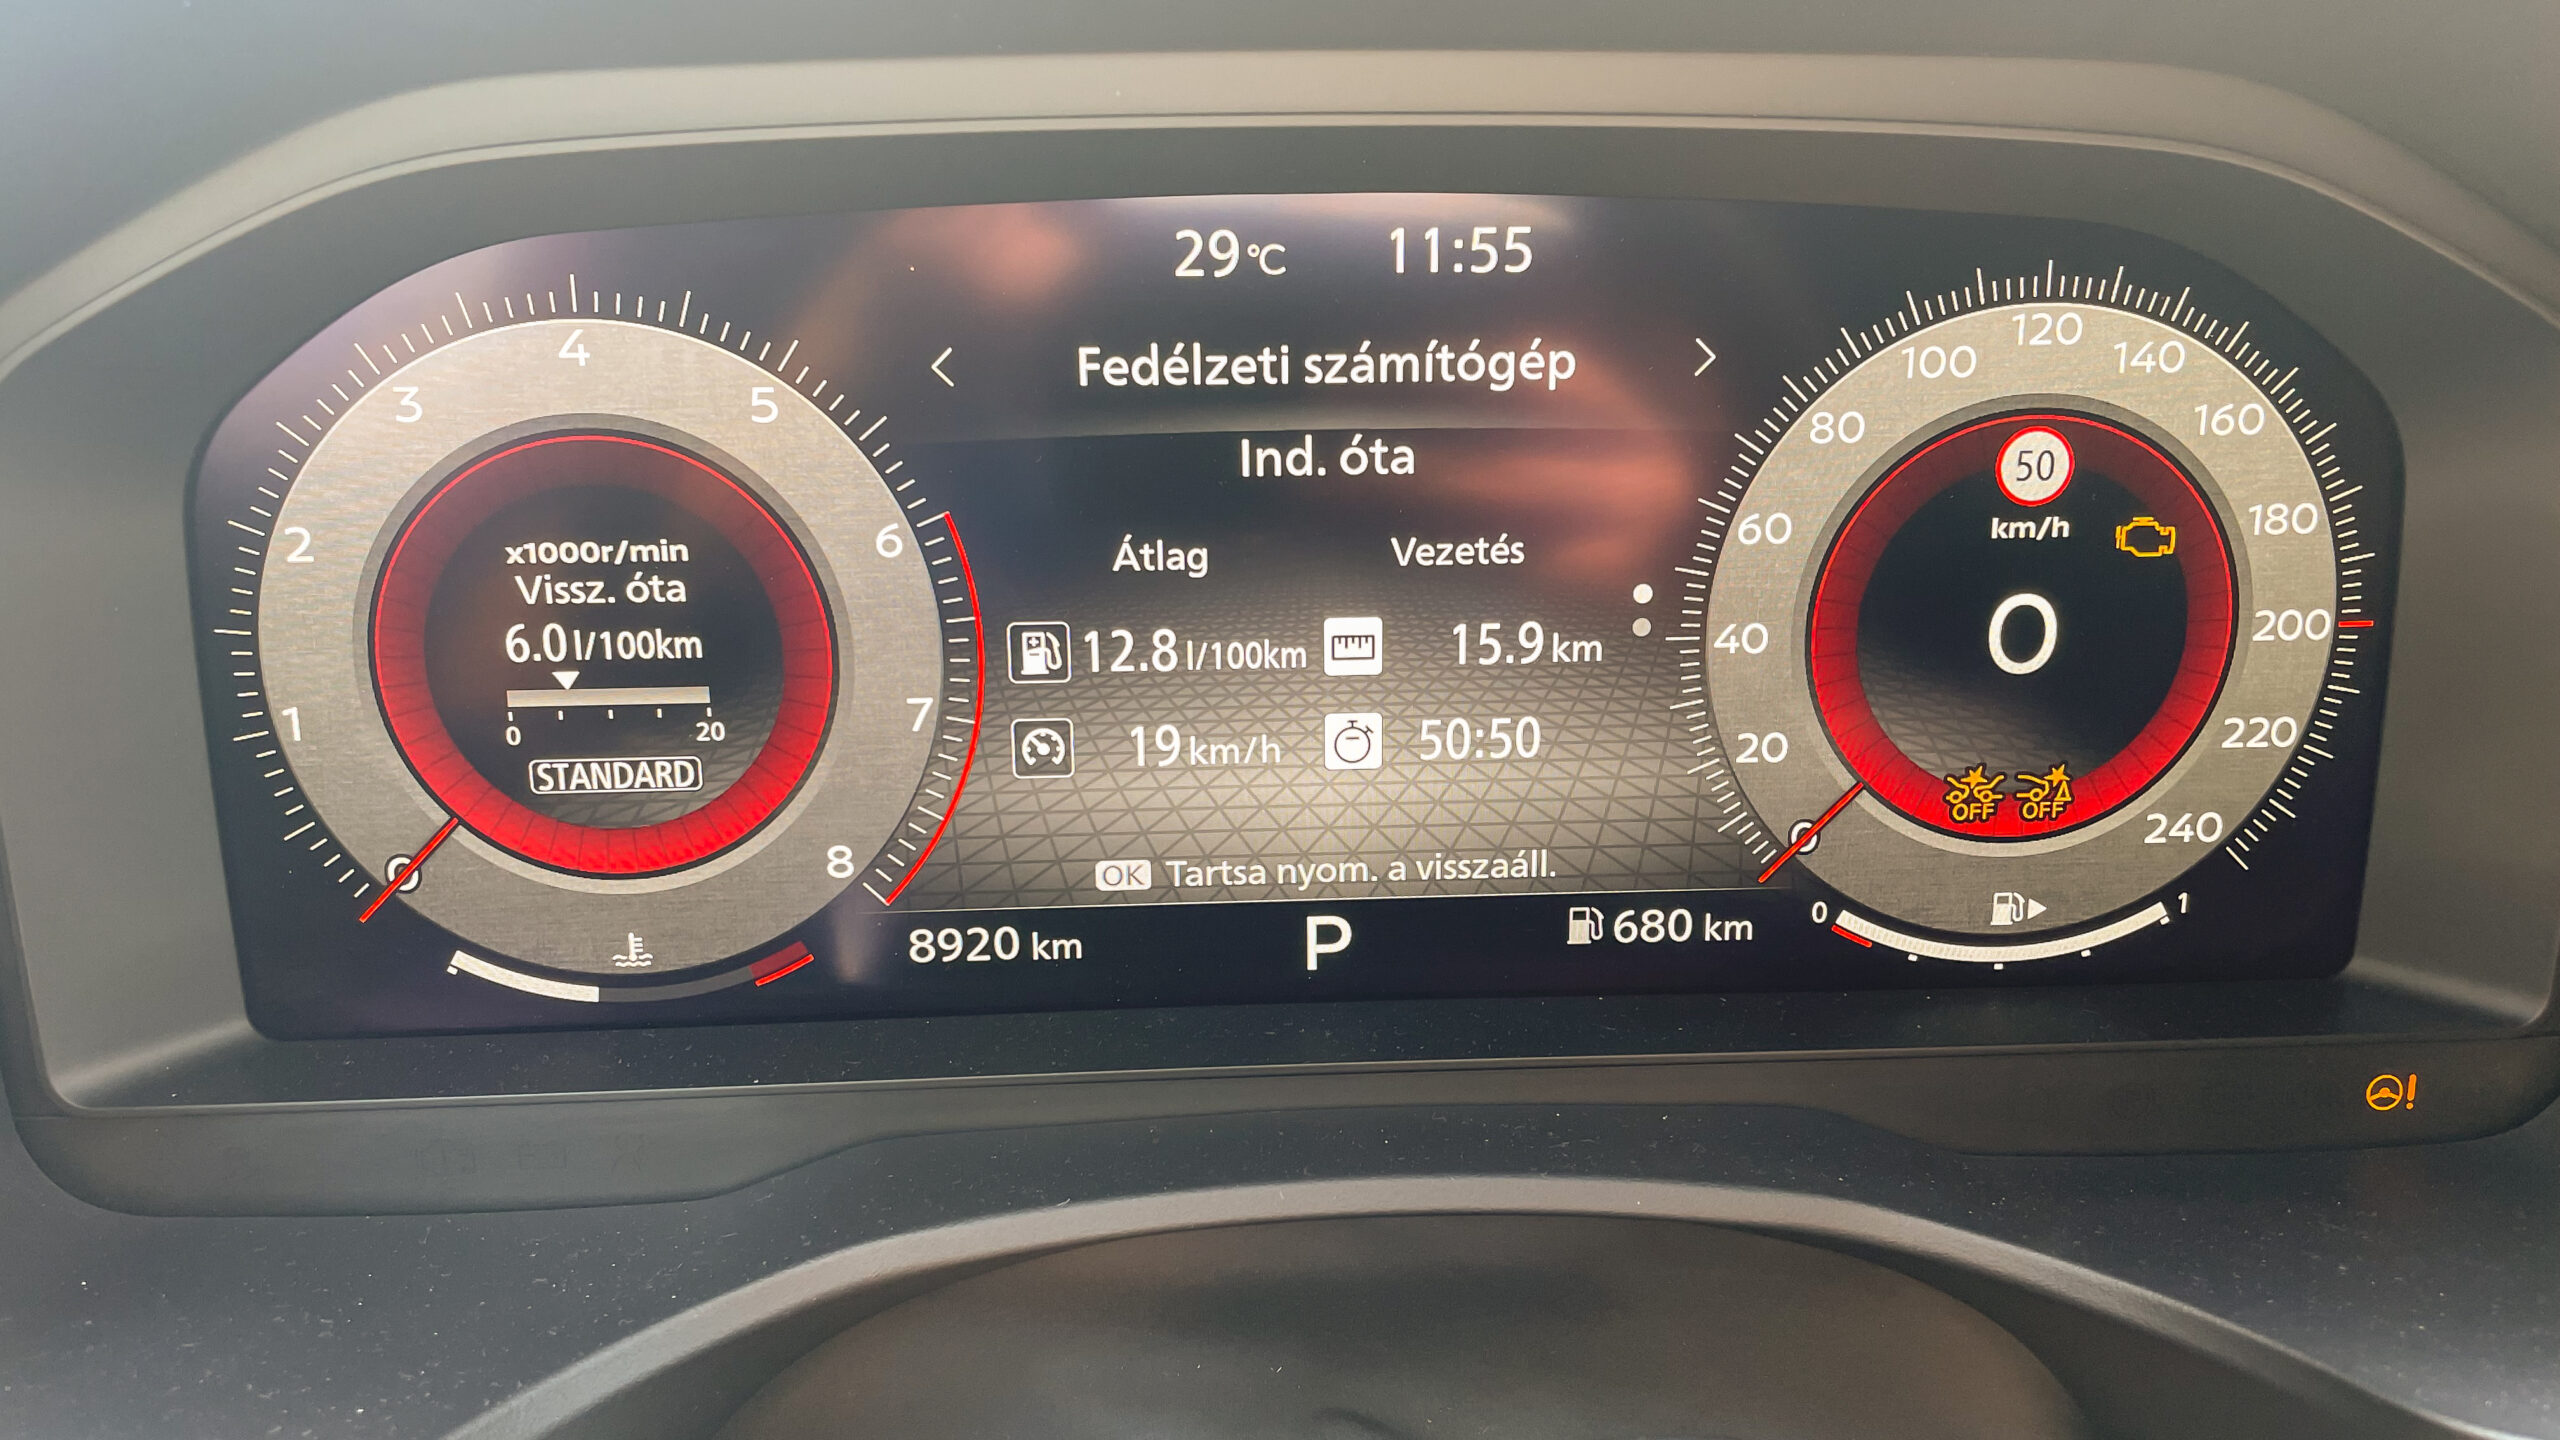 29°C 11:55
< Fedélzeti számítógép >
Ind. óta
Átlag Vezetés
12.8 l/100km 15.9 km
19 km/h 50:50
OK Tartsa nyom. a visszaáll.
8920 km P 680 km
0 1 2 3 4 5 6 7 8
x1000r/min
Vissz. óta
6.0 l/100km
0 20
STANDARD
0 20 40 60 80 100 120 140 160 180 200 220 240
50
km/h
0
OFF OFF
0 1